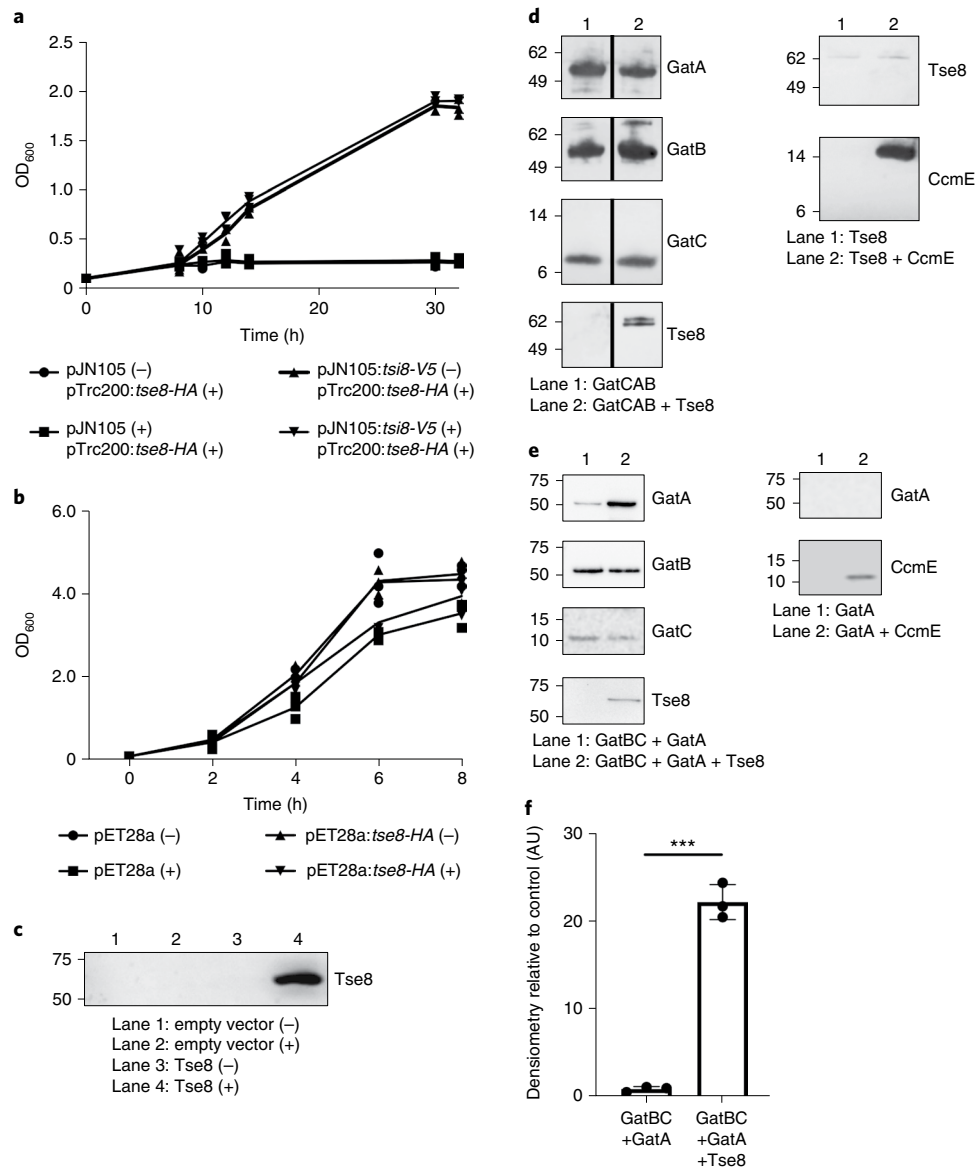 a
2.5
2.0
1.5
1.0
0.5
0
OD600
0 10 20 30
Time (h)
pJN105 (–)
pTrc200:tse8-HA (+)
pJN105:tsi8-V5 (–)
pTrc200:tse8-HA (+)
pJN105 (+)
pTrc200:tse8-HA (+)
pJN105:tsi8-V5 (+)
pTrc200:tse8-HA (+)
b
6.0
4.0
2.0
0
OD600
0 2 4 6 8
Time (h)
pET28a (–)
pET28a:tse8-HA (–)
pET28a (+)
pET28a:tse8-HA (+)
c
1 2 3 4
75
50
Tse8
Lane 1: empty vector (–)
Lane 2: empty vector (+)
Lane 3: Tse8 (–)
Lane 4: Tse8 (+)
d
1 2
62
49
GatA
62
49
GatB
14
6
GatC
62
49
Tse8
Lane 1: GatCAB
Lane 2: GatCAB + Tse8
1 2
62
49
Tse8
14
6
CcmE
Lane 1: Tse8
Lane 2: Tse8 + CcmE
e
1 2
75
50
GatA
75
50
GatB
15
10
GatC
75
50
Tse8
Lane 1: GatBC + GatA
Lane 2: GatBC + GatA + Tse8
1 2
75
50
GatA
15
10
CcmE
Lane 1: GatA
Lane 2: GatA + CcmE
f
30
20
10
0
Densiometry relative to control (AU)
***
GatBC
+GatA
GatBC
+GatA
+Tse8